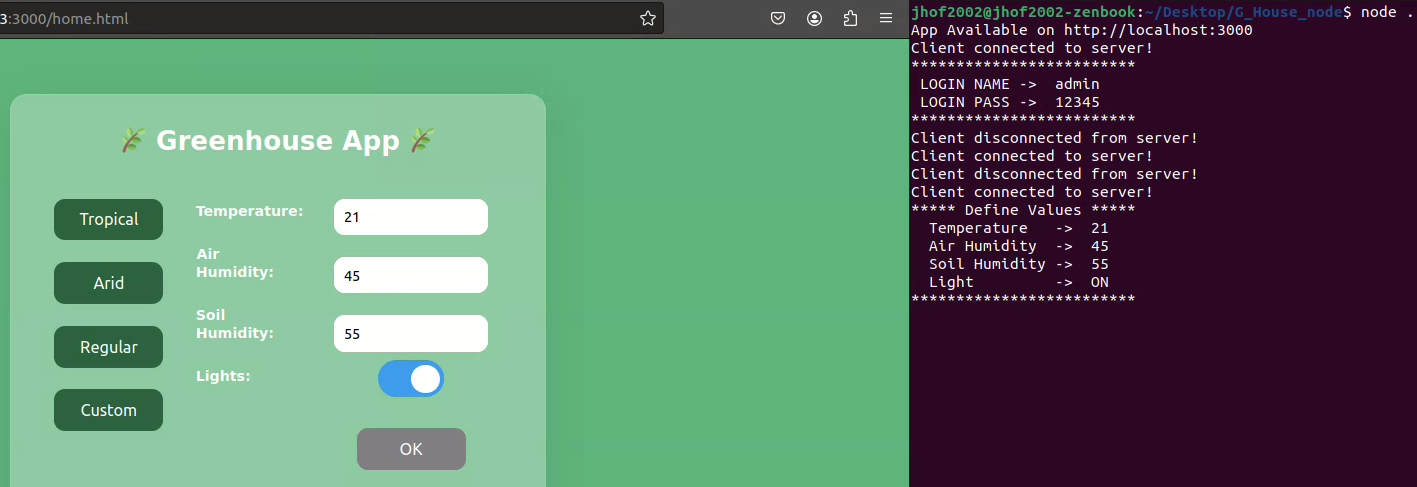 3:3000/home.html
🌿 Greenhouse App 🌿
Tropical
Arid
Regular
Custom
Temperature:
21
Air
Humidity:
45
Soil
Humidity:
55
Lights:
OK
jhof2002@jhof2002-zenbook:~/Desktop/G_House_node$ node .
App Available on http://localhost:3000
Client connected to server!
*************************
LOGIN NAME ->  admin
LOGIN PASS ->  12345
*************************
Client disconnected from server!
Client connected to server!
Client disconnected from server!
Client connected to server!
***** Define Values *****
Temperature   ->  21
Air Humidity  ->  45
Soil Humidity ->  55
Light         ->  ON
*************************